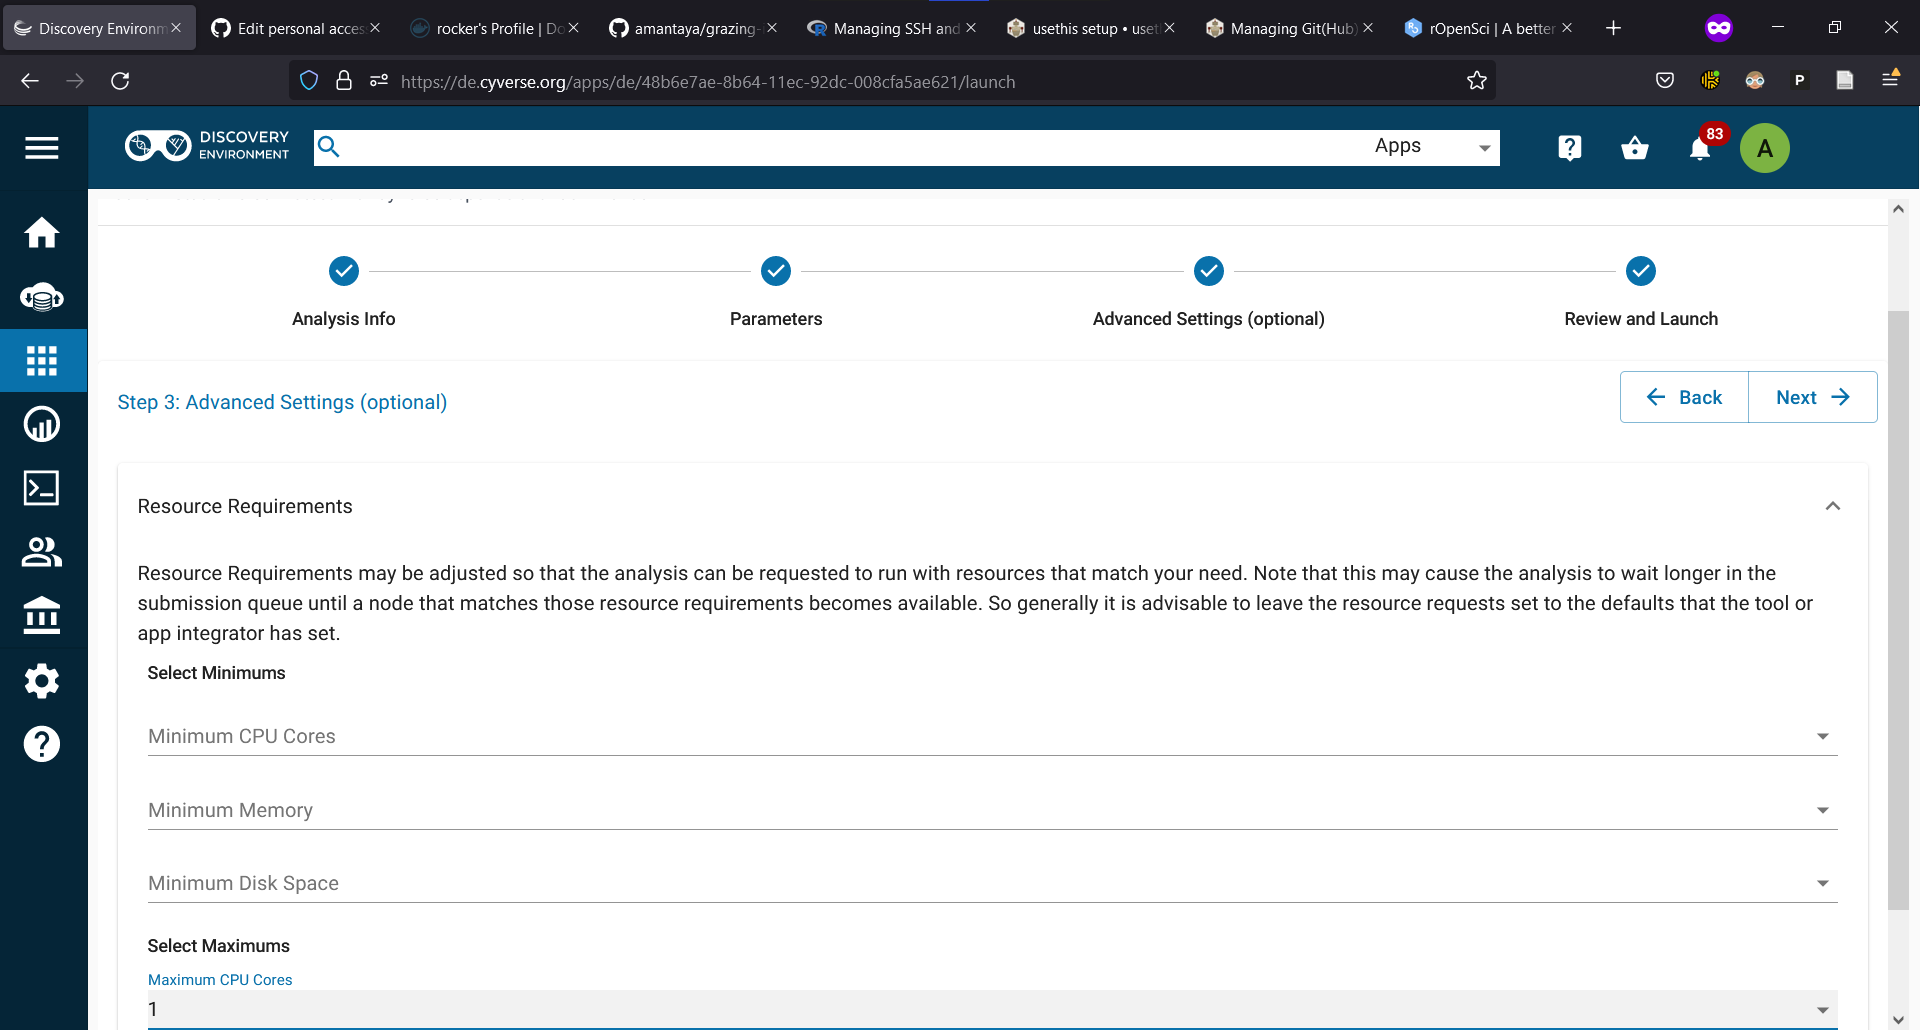 Discovery Environm
Edit personal acces
rocker's Profile | Do
amantaya/grazing-
Managing SSH and
usethis setup • uset
Managing Git(Hub)
rOpenSci | A better
https://de.cyverse.org/apps/de/48b6e7ae-8b64-11ec-92dc-008cfa5ae621/launch
P
DISCOVERY
ENVIRONMENT
Apps
83
A
Analysis Info
Parameters
Advanced Settings (optional)
Review and Launch
Step 3: Advanced Settings (optional)
Back
Next
Resource Requirements
Resource Requirements may be adjusted so that the analysis can be requested to run with resources that match your need. Note that this may cause the analysis to wait longer in the
submission queue until a node that matches those resource requirements becomes available. So generally it is advisable to leave the resource requests set to the defaults that the tool or
app integrator has set.
Select Minimums
Minimum CPU Cores
Minimum Memory
Minimum Disk Space
Select Maximums
Maximum CPU Cores
1